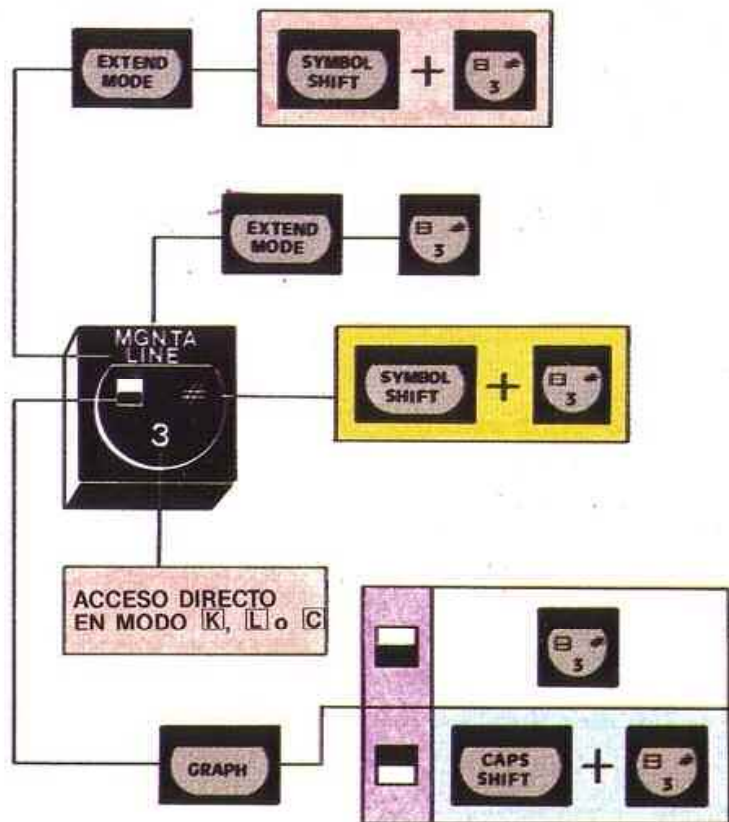 EXTEND
MODE
SYMBOL
SHIFT
+
#
3
EXTEND
MODE
#
3
MGNTA
LINE
#
3
SYMBOL
SHIFT
+
#
3
ACCESO DIRECTO
EN MODO K, L o C
#
3
GRAPH
CAPS
SHIFT
+
#
3